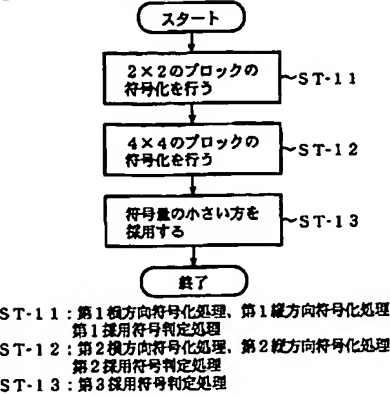 スタート
2×2のブロックの
符号化を行う
ST-11
4×4のブロックの
符号化を行う
ST-12
符号量の小さい方を
採用する
ST-13
終了
ST-11:第1横方向符号化処理、第1縦方向符号化処理
第1採用符号判定処理
ST-12:第2横方向符号化処理、第2縦方向符号化処理
第2採用符号判定処理
ST-13:第3採用符号判定処理